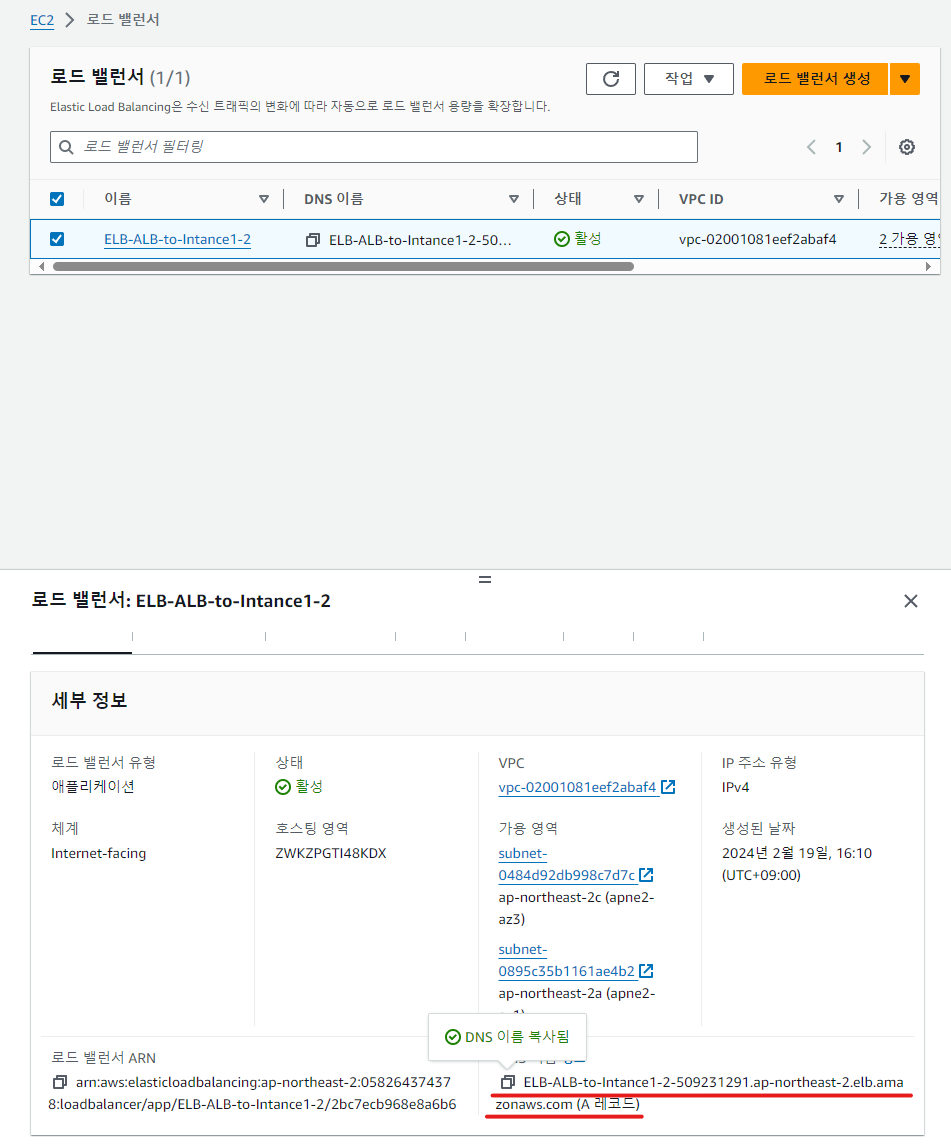 EC2 > 로드 밸런서
로드 밸런서 (1/1)
작업
로드 밸런서 생성
Elastic Load Balancing은 수신 트래픽의 변화에 따라 자동으로 로드 밸런서 용량을 확장합니다.
로드 밸런서 필터링
1
이름 DNS 이름 상태 VPC ID 가용 영역
ELB-ALB-to-Intance1-2 ELB-ALB-to-Intance1-2-50... 활성 vpc-02001081eef2abaf4 2 가용 영
로드 밸런서: ELB-ALB-to-Intance1-2
세부 정보
로드 밸런서 유형
애플리케이션
상태
활성
VPC
vpc-02001081eef2abaf4
IP 주소 유형
IPv4
체계
Internet-facing
호스팅 영역
ZWKZPGTI48KDX
가용 영역
subnet-
0484d92db998c7d7c
ap-northeast-2c (apne2-
az3)
subnet-
0895c35b1161ae4b2
ap-northeast-2a (apne2-
생성된 날짜
2024년 2월 19일, 16:10
(UTC+09:00)
DNS 이름 복사됨
로드 밸런서 ARN
arn:aws:elasticloadbalancing:ap-northeast-2:05826437437
8:loadbalancer/app/ELB-ALB-to-Intance1-2/2bc7ecb968e8a6b6
ELB-ALB-to-Intance1-2-509231291.ap-northeast-2.elb.ama
zonaws.com (A 레코드)